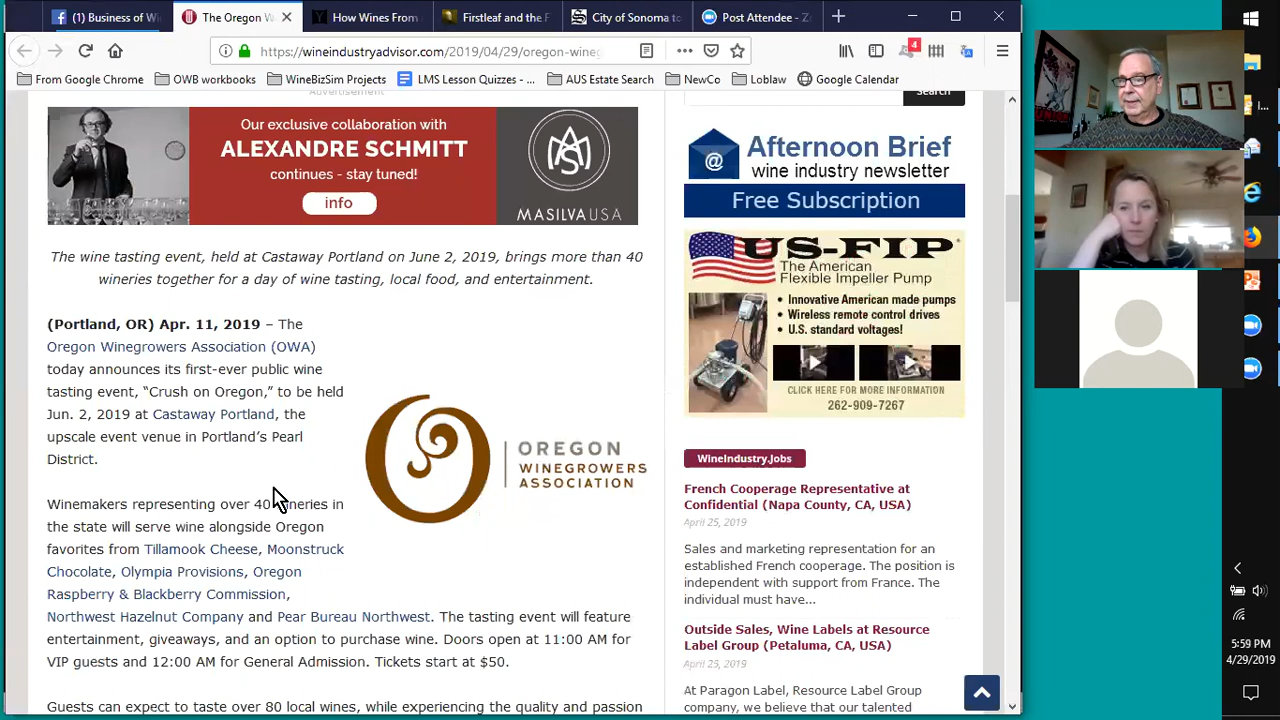 (1) Business of Wi
The Oregon W
How Wines From
Firstleaf and the F
City of Sonoma to
Post Attendee - Z
https://wineindustryadvisor.com/2019/04/29/oregon-wineg
4
From Google Chrome
OWB workbooks
WineBizSim Projects
LMS Lesson Quizzes - ...
AUS Estate Search
NewCo
Loblaw
Google Calendar
Advertisement
Search
Our exclusive collaboration with
ALEXANDRE SCHMITT
continues - stay tuned!
info
MASILVAUSA
Afternoon Brief
wine industry newsletter
Free Subscription
US-FIP
The American
Flexible Impeller Pump
• Innovative American made pumps
• Wireless remote control drives
• U.S. standard voltages!
CLICK HERE FOR MORE INFORMATION
262-909-7267
The wine tasting event, held at Castaway Portland on June 2, 2019, brings more than 40
wineries together for a day of wine tasting, local food, and entertainment.
(Portland, OR) Apr. 11, 2019 – The
Oregon Winegrowers Association (OWA)
today announces its first-ever public wine
tasting event, “Crush on Oregon,” to be held
Jun. 2, 2019 at Castaway Portland, the
upscale event venue in Portland’s Pearl
District.
OREGON
WINEGROWERS
ASSOCIATION
Winemakers representing over 40 wineries in
the state will serve wine alongside Oregon
favorites from Tillamook Cheese, Moonstruck
Chocolate, Olympia Provisions, Oregon
Raspberry & Blackberry Commission,
Northwest Hazelnut Company and Pear Bureau Northwest. The tasting event will feature
entertainment, giveaways, and an option to purchase wine. Doors open at 11:00 AM for
VIP guests and 12:00 AM for General Admission. Tickets start at $50.
Guests can expect to taste over 80 local wines, while experiencing the quality and passion
WineIndustry.Jobs
French Cooperage Representative at
Confidential (Napa County, CA, USA)
April 25, 2019
Sales and marketing representation for an
established French cooperage. The position is
independent with support from France. The
individual must have...
Outside Sales, Wine Labels at Resource
Label Group (Petaluma, CA, USA)
April 25, 2019
At Paragon Label, Resource Label Group
company, we believe that our talented
5:59 PM
4/29/2019